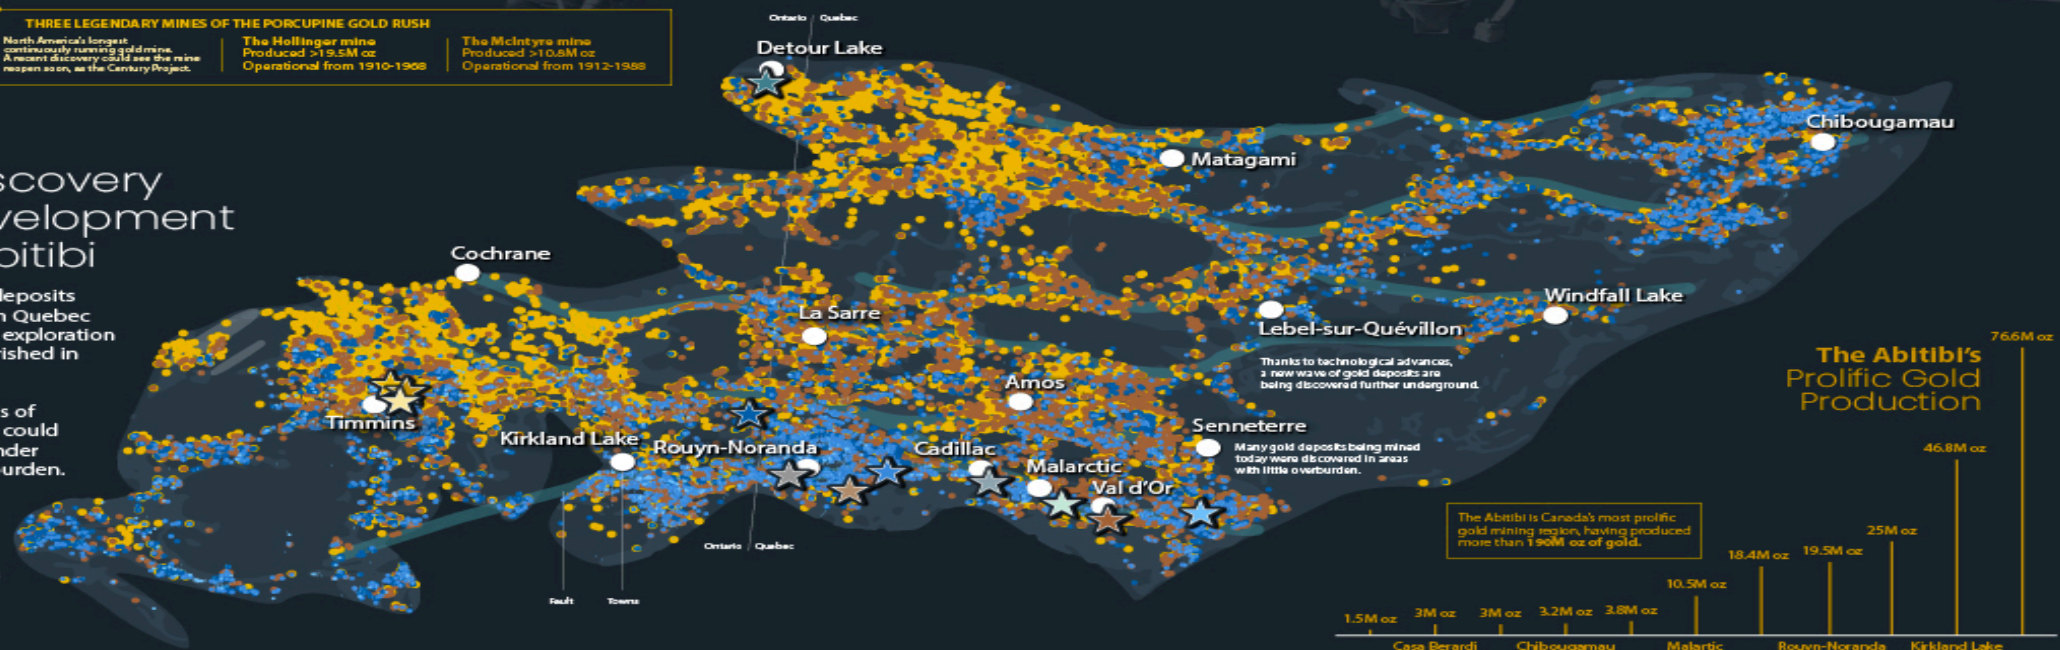 THREE LEGENDARY MINES OF THE PORCUPINE GOLD RUSH
North America's longest
continuously running gold mine.
A recent discovery could see the mine
reopen soon, as the Century Project.
The Hollinger mine
Produced >19.5M oz
Operational from 1910-1968
The McIntyre mine
Produced >10.8M oz
Operational from 1912-1988
Ontario Quebec
Detour Lake
Matagami
Chibougamau
scovery
velopment
bitibi
Cochrane
deposits
n Quebec
exploration
ished in
La Sarre
Lebel-sur-Quévillon
Windfall Lake
Thanks to technological advances,
a new wave of gold deposits are
being discovered further underground.
Amos
s of
could
nder
urden.
Timmins
Kirkland Lake
Rouyn-Noranda
Cadillac
Malarctic
Val d'Or
Senneterre
Many gold deposits being mined
today were discovered in areas
with little overburden.
Ontario Quebec
Fault
Towns
The Abitibi's
Prolific Gold
Production
The Abitibi is Canada's most prolific
gold mining region, having produced
more than 190M oz of gold.
1.5M oz
3M oz
3M oz
3.2M oz
3.8M oz
10.5M oz
18.4M oz
19.5M oz
25M oz
46.8M oz
76.6M oz
Casa Berardi
Chibougamau
Malartic
Rouyn-Noranda
Kirkland Lake